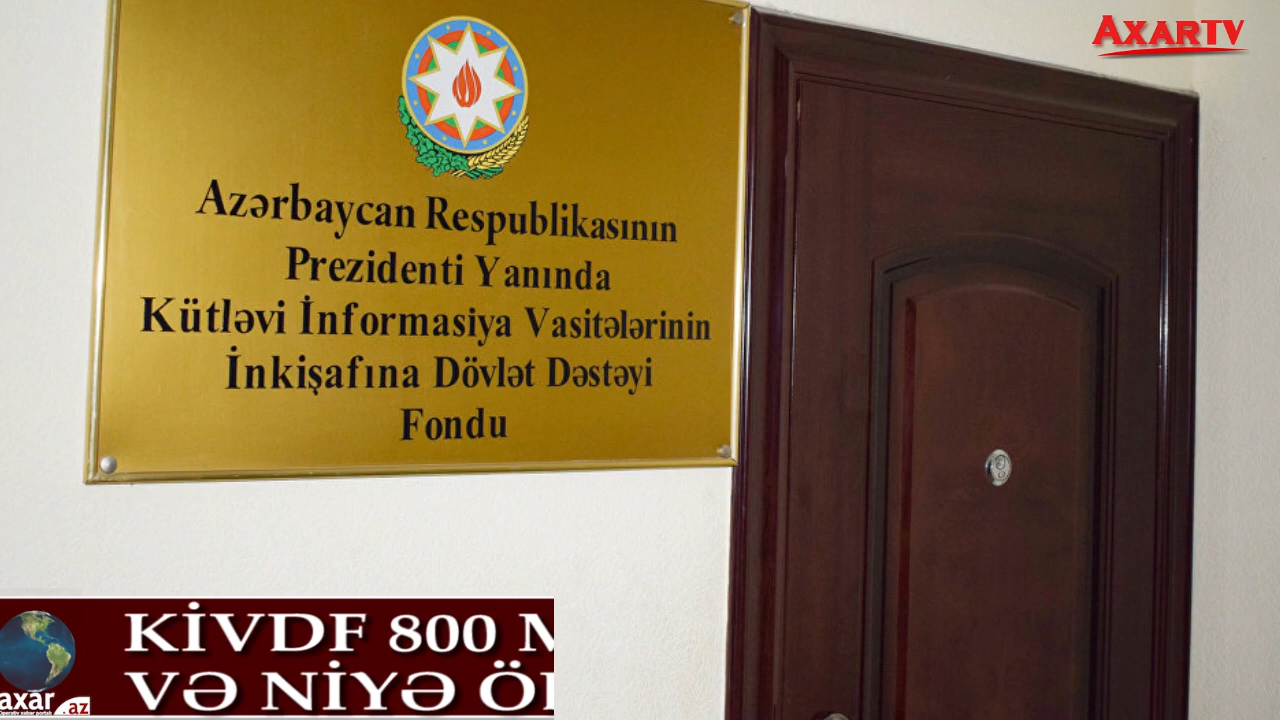 AXARTV
Azərbaycan Respublikasının
Prezidenti Yanında
Kütləvi İnformasiya Vasitələrinin
İnkişafına Dövlət Dəstəyi
Fondu
KİVDF 800
VƏ NİYƏ
axar.az